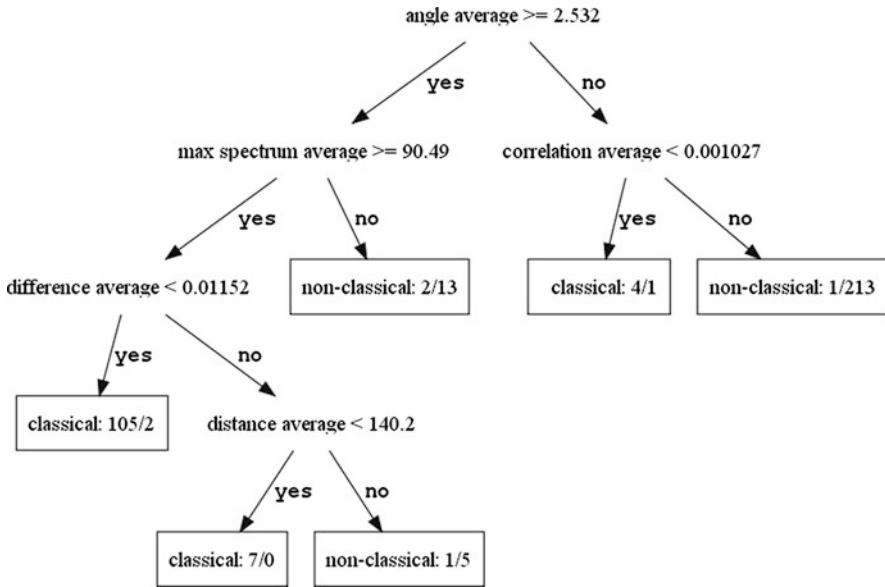 angle average >= 2.532
yes
no
max spectrum average >= 90.49
correlation average < 0.001027
yes
no
yes
no
difference average < 0.01152
non-classical: 2/13
classical: 4/1
non-classical: 1/213
yes
no
classical: 105/2
distance average < 140.2
yes
no
classical: 7/0
non-classical: 1/5